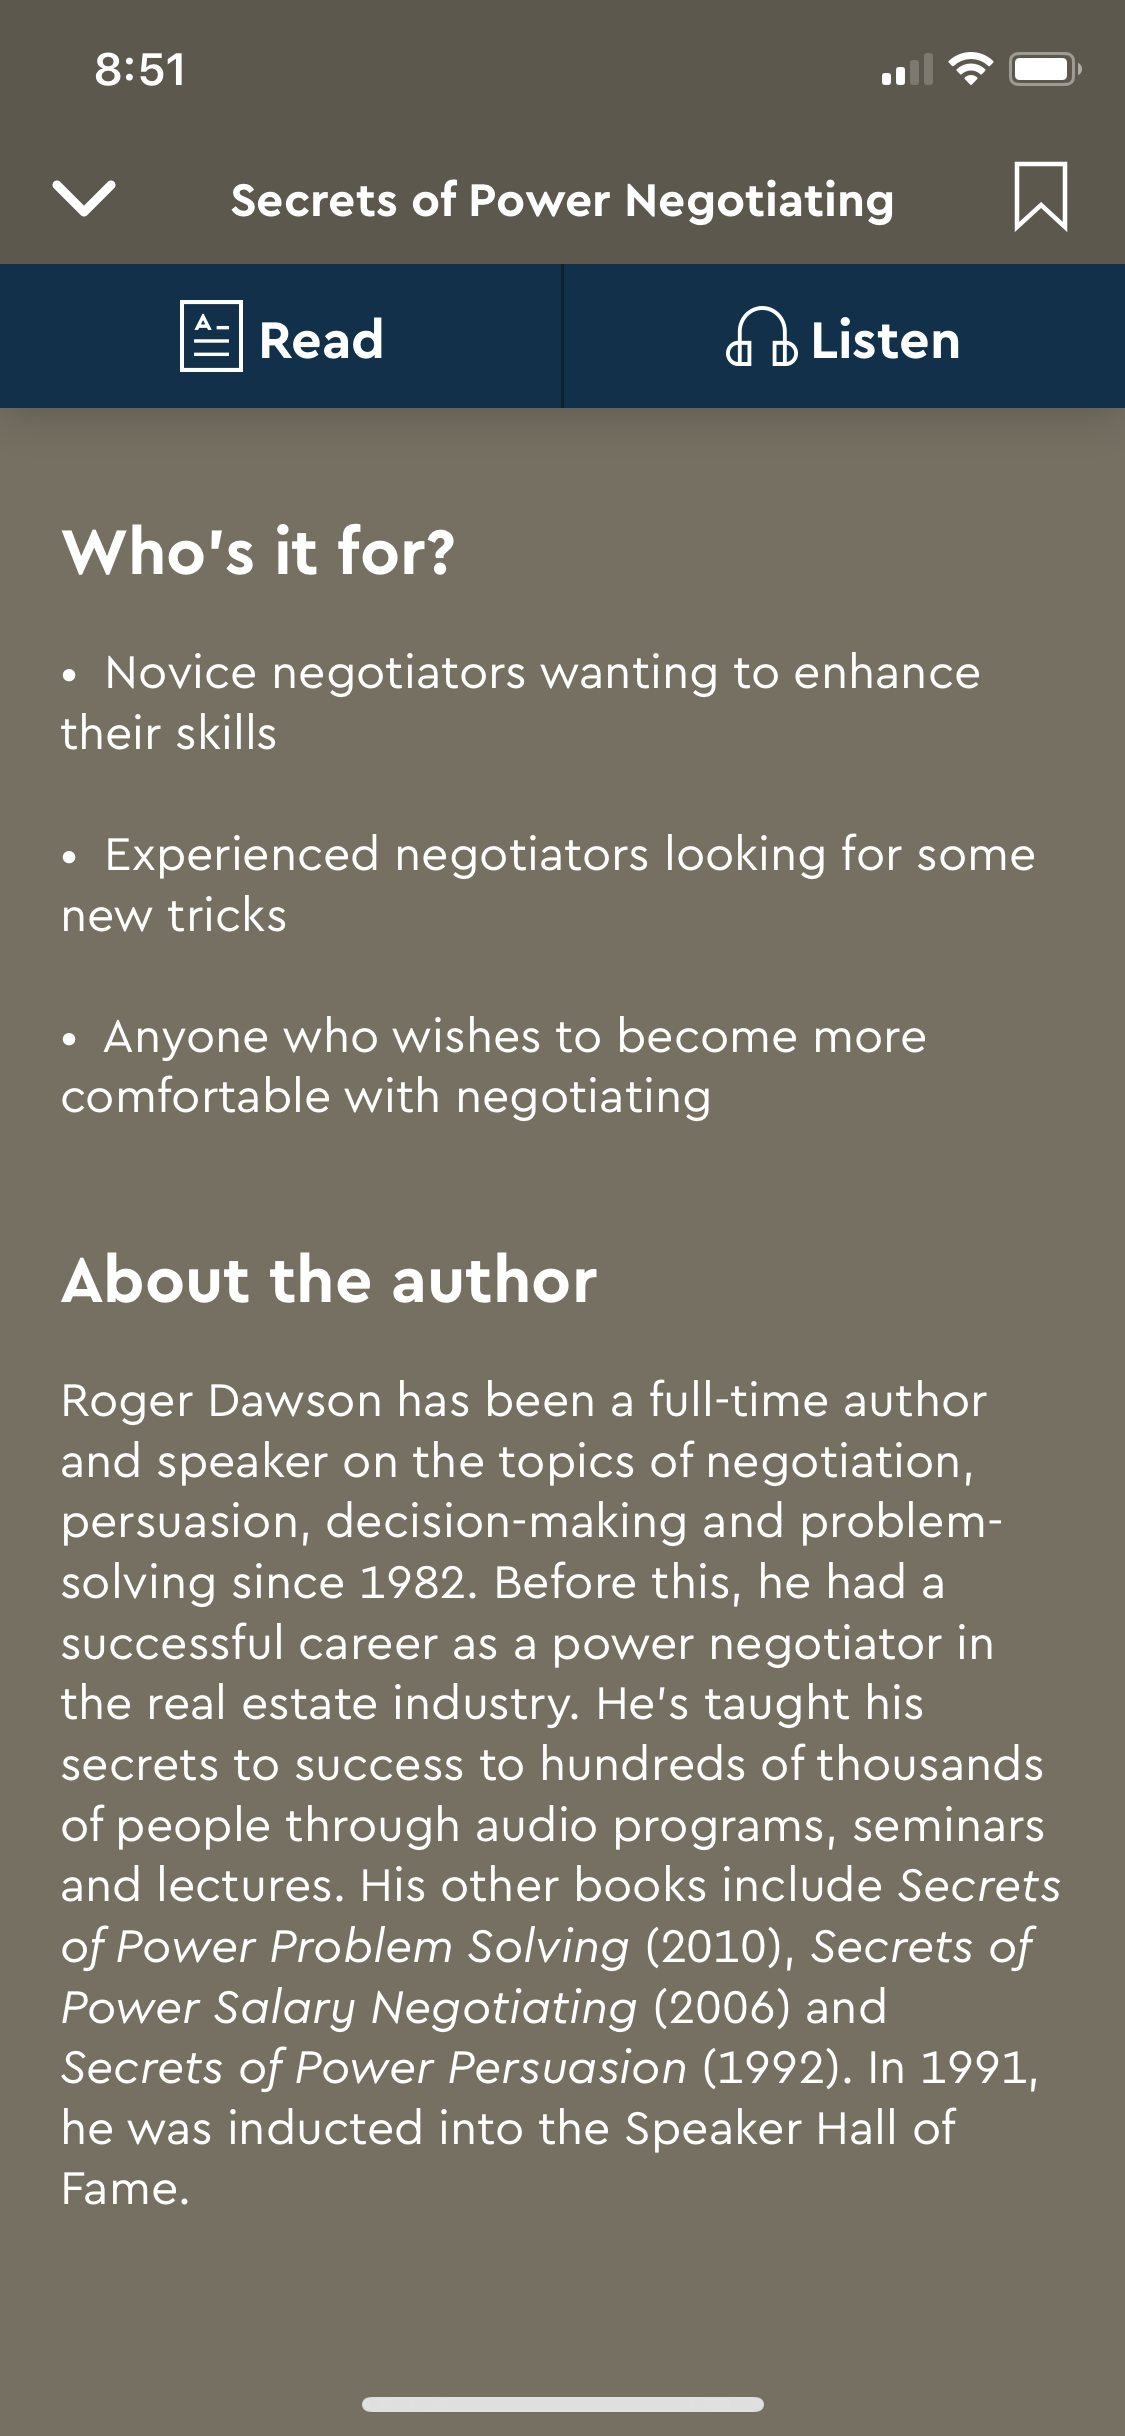 8:51
Secrets of Power Negotiating
Read
Listen
Who's it for?
• Novice negotiators wanting to enhance
their skills
• Experienced negotiators looking for some
new tricks
• Anyone who wishes to become more
comfortable with negotiating
About the author
Roger Dawson has been a full-time author
and speaker on the topics of negotiation,
persuasion, decision-making and problem-
solving since 1982. Before this, he had a
successful career as a power negotiator in
the real estate industry. He's taught his
secrets to success to hundreds of thousands
of people through audio programs, seminars
and lectures. His other books include Secrets
of Power Problem Solving (2010), Secrets of
Power Salary Negotiating (2006) and
Secrets of Power Persuasion (1992). In 1991,
he was inducted into the Speaker Hall of
Fame.